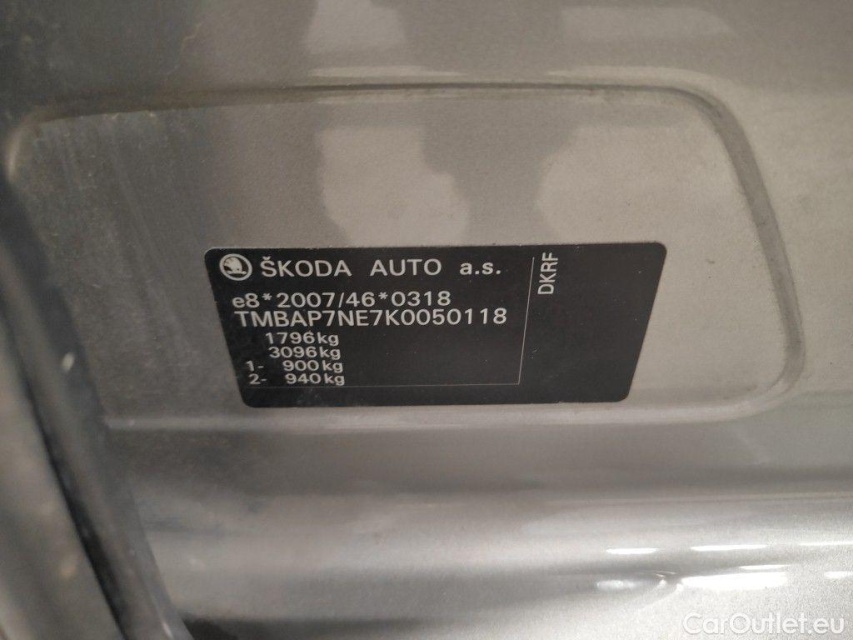 ŠKODA AUTO a.s.
e8*2007/46*0318
TMBAP7NE7K0050118
1796kg
3096kg
1- 900kg
2- 940kg
DKRF
CarOutlet.eu